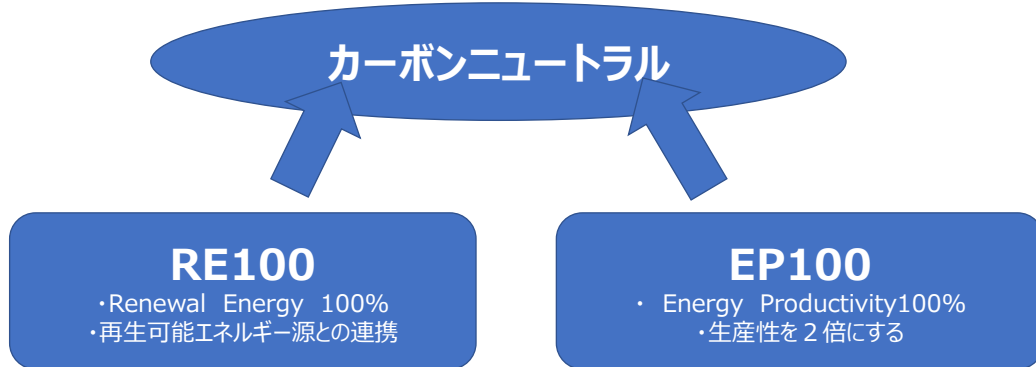 カーボンニュートラル
RE100
・Renewal Energy 100%
・再生可能エネルギー源との連携
EP100
・ Energy Productivity100%
・生産性を２倍にする